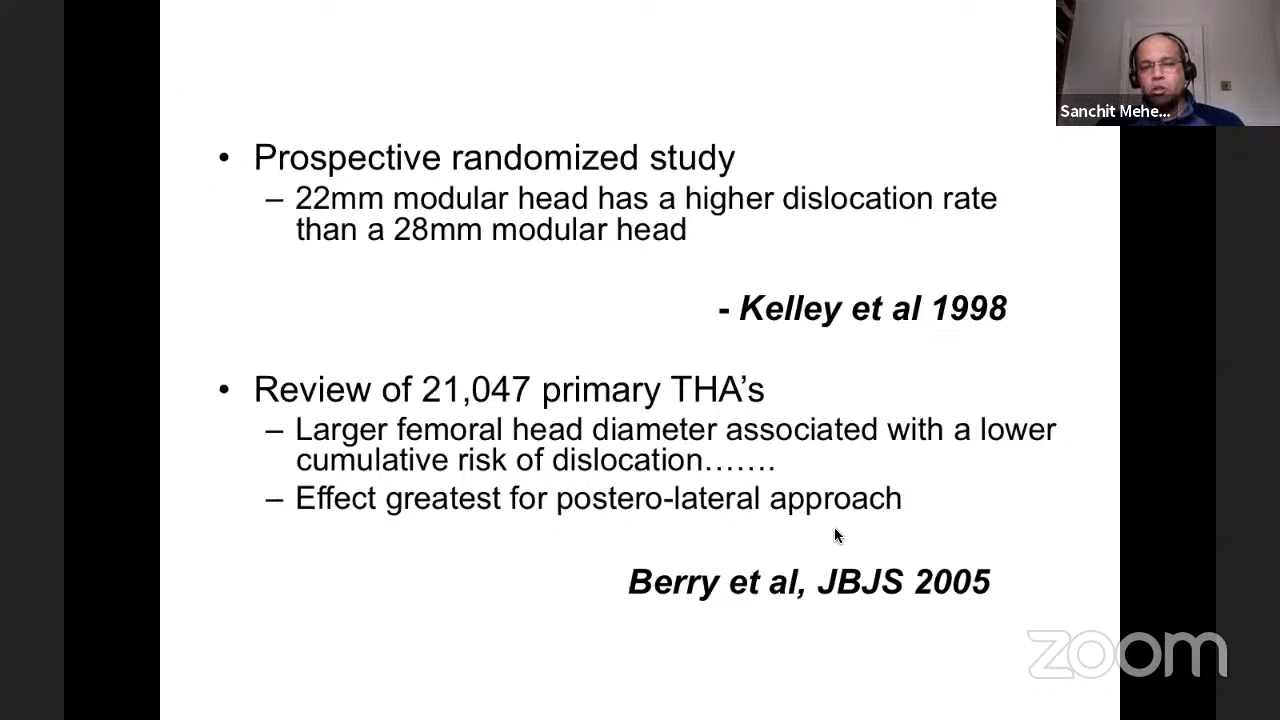 Sanchit Mehe...
• Prospective randomized study
– 22mm modular head has a higher dislocation rate
than a 28mm modular head
- Kelley et al 1998
• Review of 21,047 primary THA’s
– Larger femoral head diameter associated with a lower
cumulative risk of dislocation…….
– Effect greatest for postero-lateral approach
Berry et al, JBJS 2005
zoom